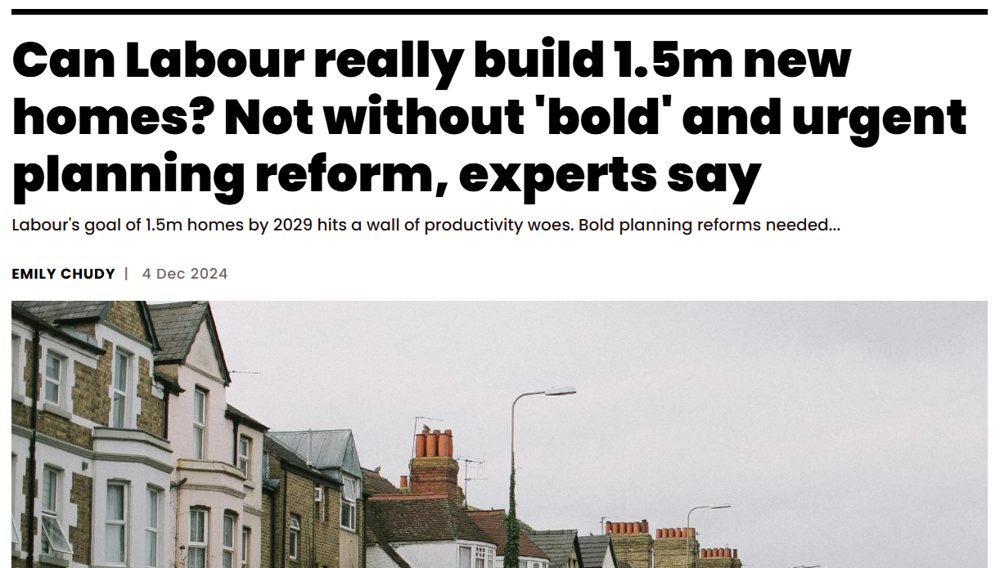 Can Labour really build 1.5m new
homes? Not without 'bold' and urgent
planning reform, experts say
Labour's goal of 1.5m homes by 2029 hits a wall of productivity woes. Bold planning reforms needed...
EMILY CHUDY | 4 Dec 2024